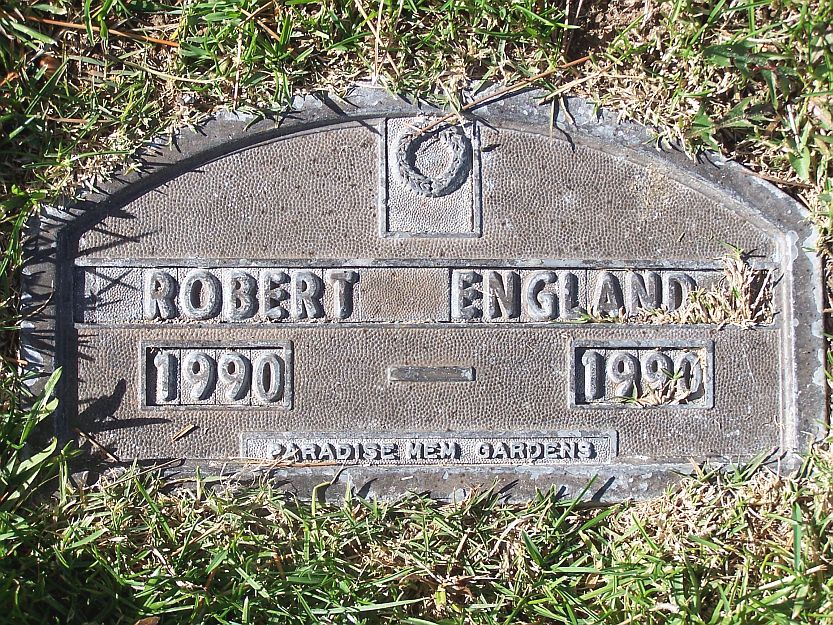 ROBERT ENGLAND
1990 — 1990
PARADISE MEM GARDENS